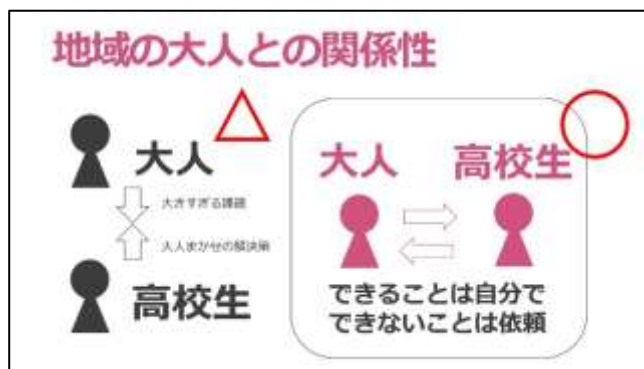 地域の大人との関係性
大人
大きすぎる課題
大人まかせの解決策
高校生
大人
高校生
できることは自分で
できないことは依頼